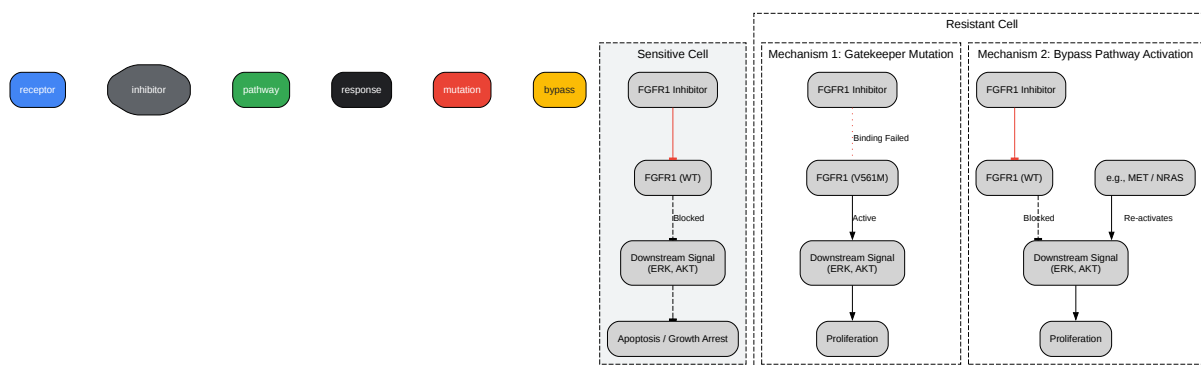 receptor
inhibitor
pathway
response
mutation
bypass
Sensitive Cell
FGFR1 Inhibitor
FGFR1 (WT)
Blocked
Downstream Signal
(ERK, AKT)
Apoptosis / Growth Arrest
Resistant Cell
Mechanism 1: Gatekeeper Mutation
FGFR1 Inhibitor
Binding Failed
FGFR1 (V561M)
Active
Downstream Signal
(ERK, AKT)
Proliferation
Mechanism 2: Bypass Pathway Activation
FGFR1 Inhibitor
FGFR1 (WT)
e.g., MET / NRAS
Blocked
Re-activates
Downstream Signal
(ERK, AKT)
Proliferation